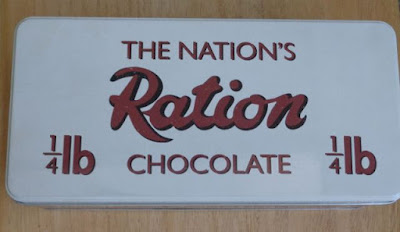 THE NATION'S
Ration
¼lb CHOCOLATE ¼lb